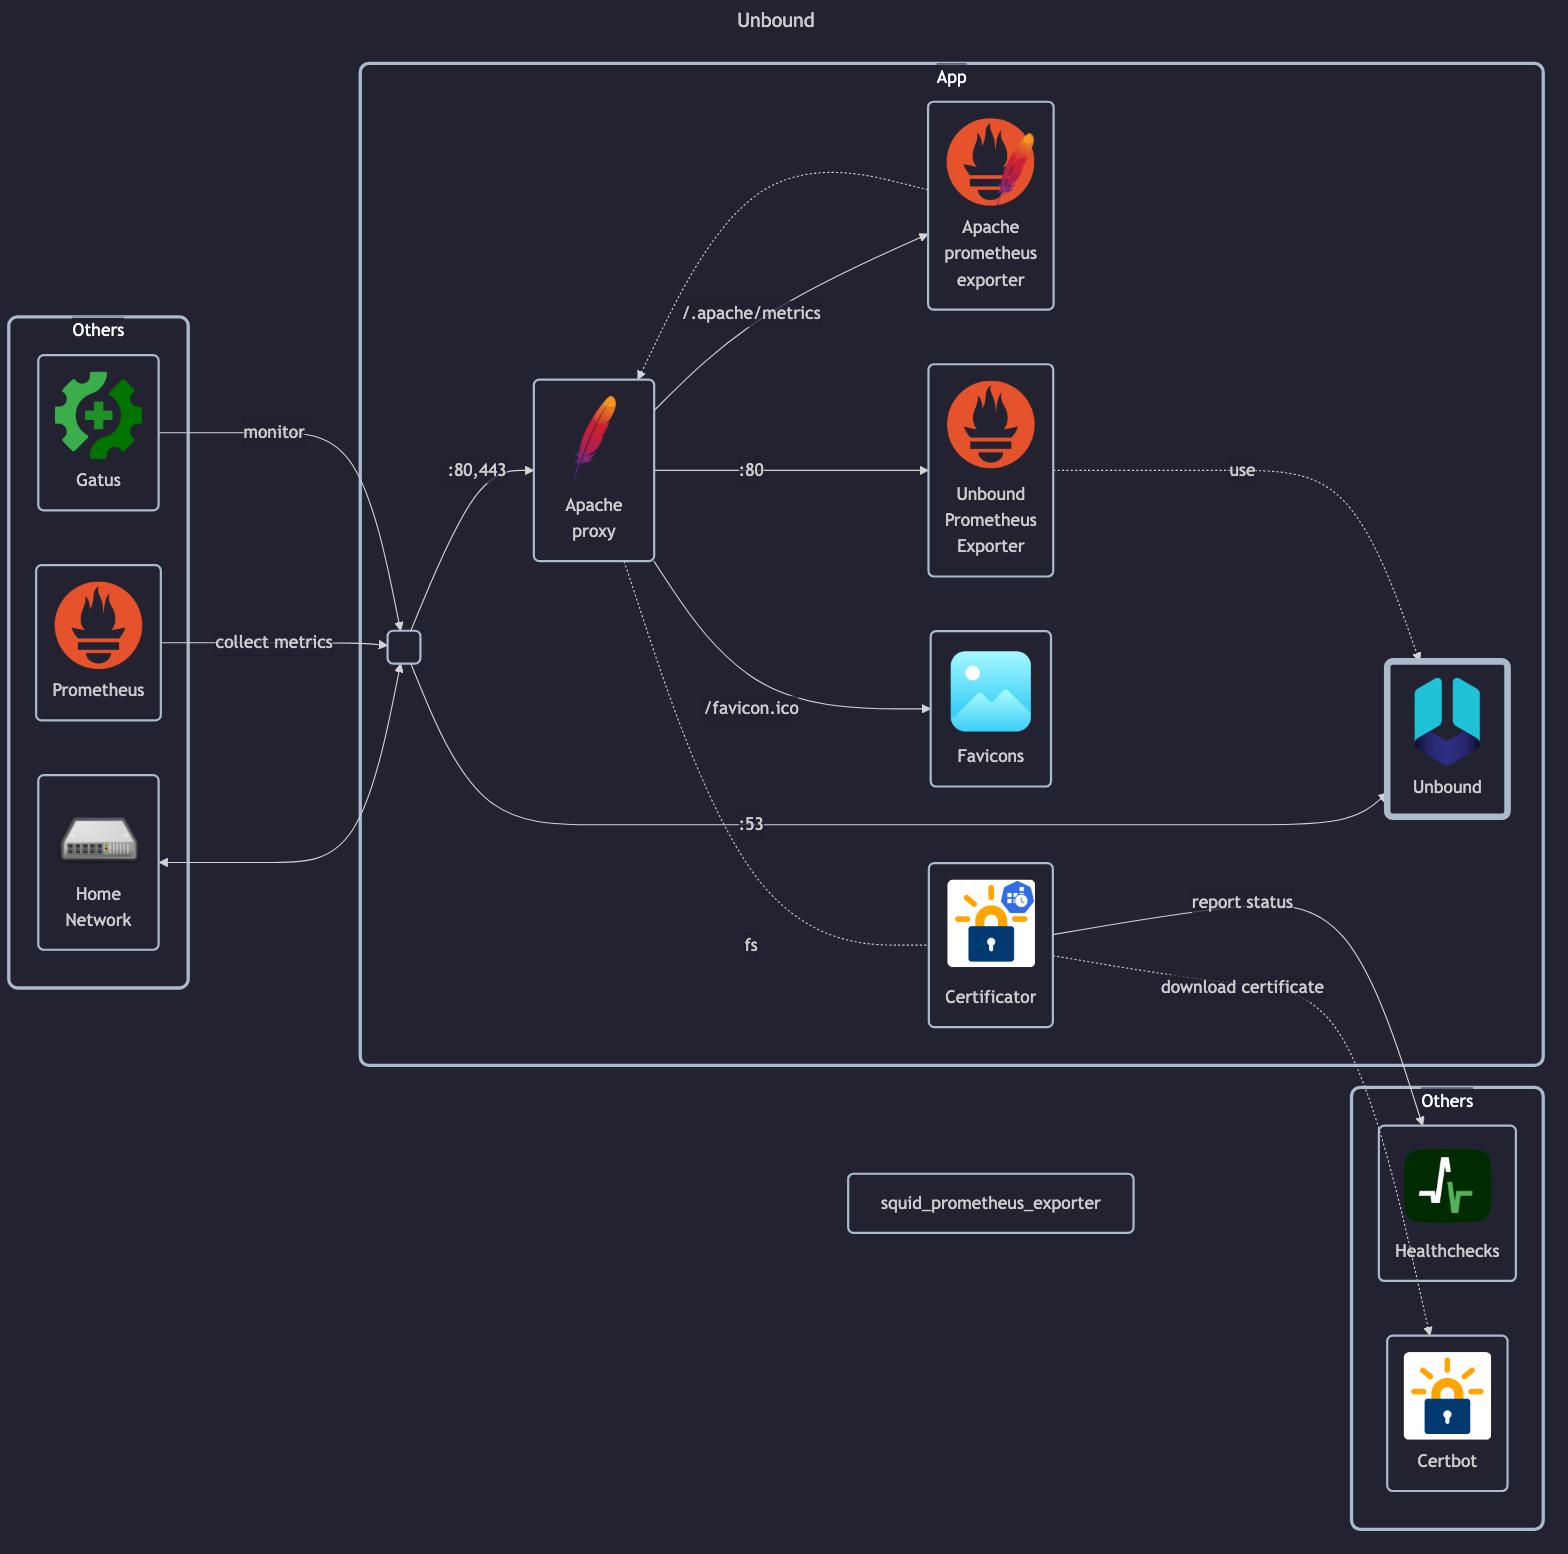 Unbound
App
Apache
prometheus
exporter
/.apache/metrics
Others
Gatus
monitor
:80,443
Apache
proxy
:80
Unbound
Prometheus
Exporter
use
Prometheus
collect metrics
/favicon.ico
Favicons
Unbound
:53
Home
Network
fs
Certificator
report status
download certificate
Others
Healthchecks
squid_prometheus_exporter
Certbot